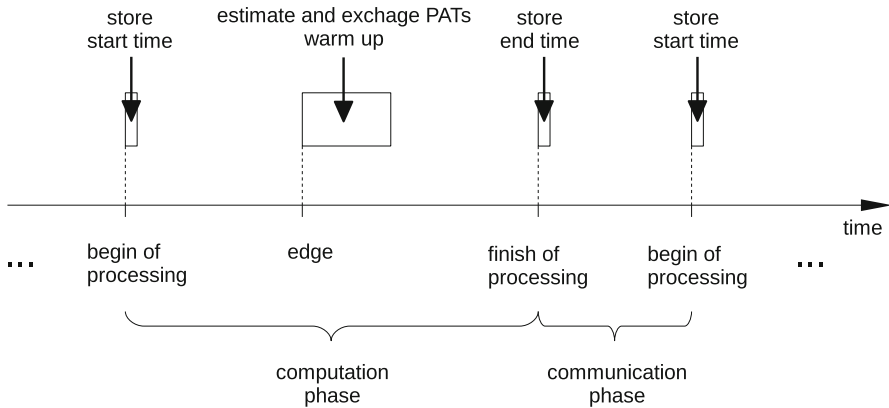 store
start time
estimate and exchage PATs
warm up
store
end time
store
start time
time
...
begin of
processing
edge
finish of
processing
begin of
processing
...
computation
phase
communication
phase